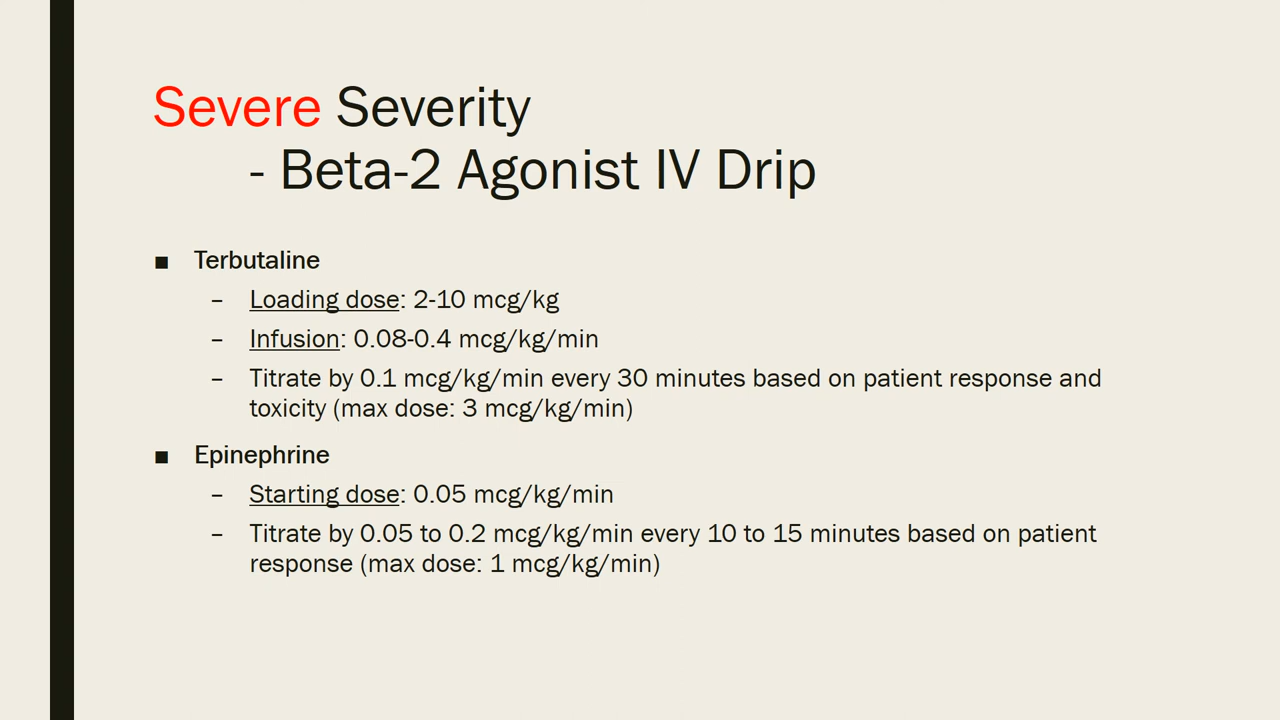 Severe Severity
- Beta-2 Agonist IV Drip
■ Terbutaline
– Loading dose: 2-10 mcg/kg
– Infusion: 0.08-0.4 mcg/kg/min
– Titrate by 0.1 mcg/kg/min every 30 minutes based on patient response and
toxicity (max dose: 3 mcg/kg/min)
■ Epinephrine
– Starting dose: 0.05 mcg/kg/min
– Titrate by 0.05 to 0.2 mcg/kg/min every 10 to 15 minutes based on patient
response (max dose: 1 mcg/kg/min)